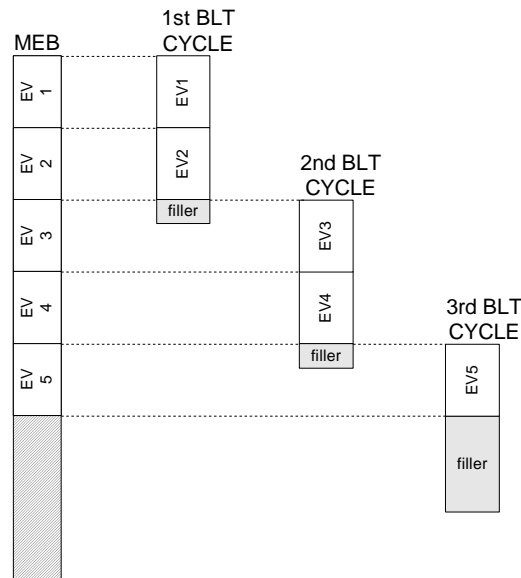 1st BLT
CYCLE
MEB
EV 1
EV1
EV 2
EV2
2nd BLT
CYCLE
filler
EV 3
EV3
EV 4
EV4
3rd BLT
CYCLE
filler
EV 5
EV5
filler